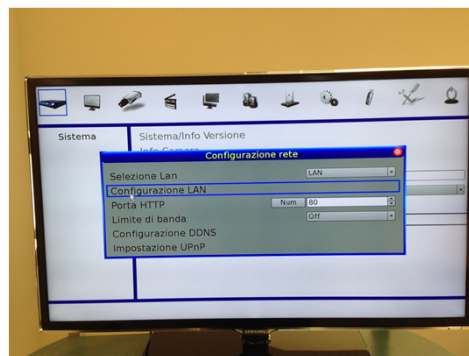 Sistema
Sistema/Info Versione
Info Camera
Configurazione rete
Selezione Lan LAN
Configurazione LAN
Porta HTTP Num 80
Limite di banda Off
Configurazione DDNS
Impostazione UPnP
SAMSUNG